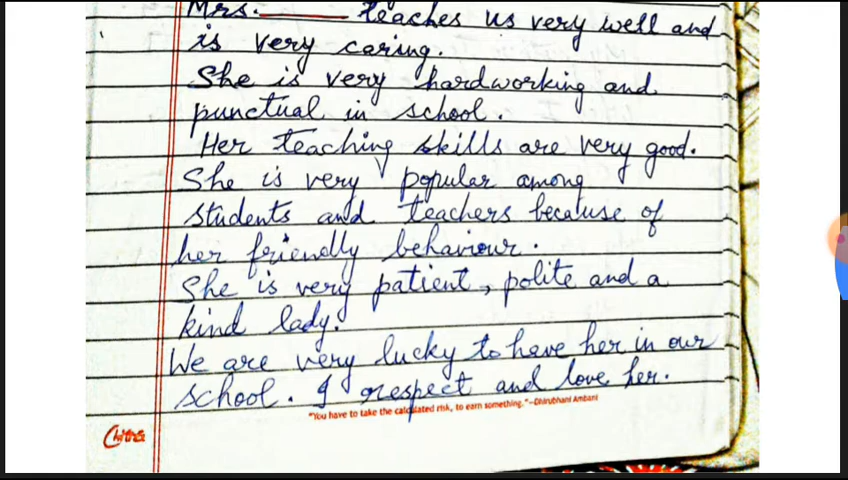 Mrs. ______ teaches us very well and
is very caring.
She is very hardworking and
punctual in school.
Her teaching skills are very good.
She is very popular among
students and teachers because of
her friendly behaviour.
She is very patient, polite and a
kind lady.
We are very lucky to have her in our
school. I respect and love her.
"You have to take the calculated risk, to earn something."–Dhirubhani Ambani